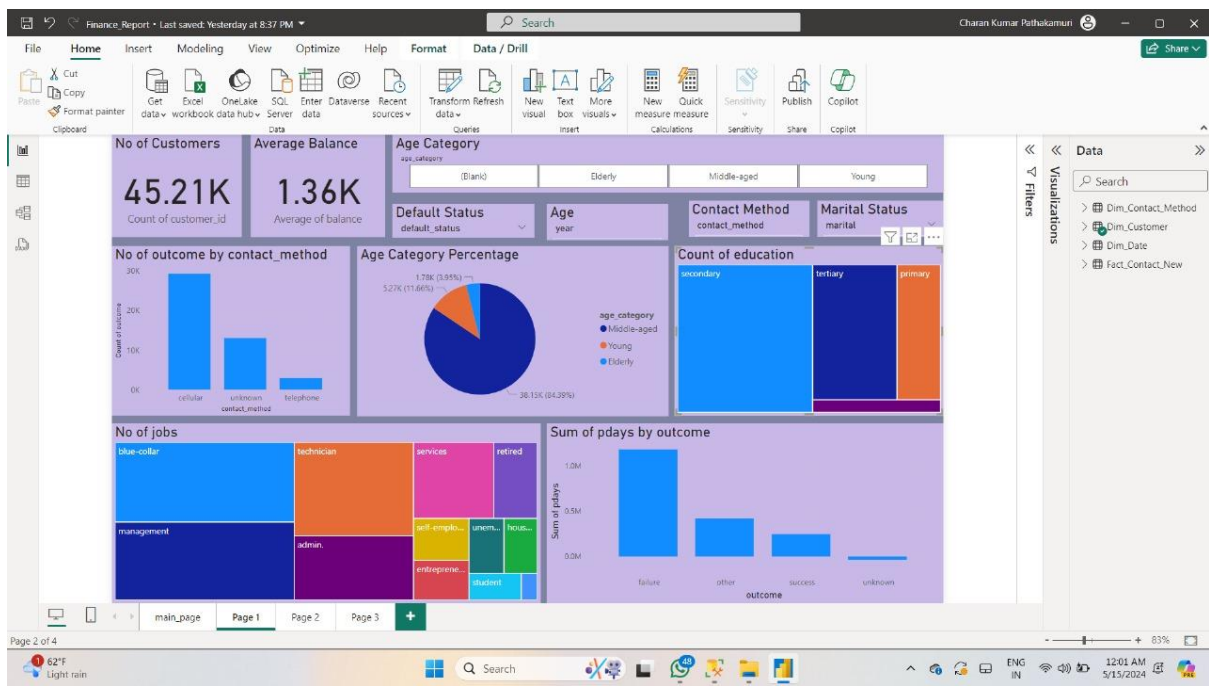 Finance_Report • Last saved: Yesterday at 8:37 PM
Search
Charan Kumar Pathakamuri
File Home Insert Modeling View Optimize Help Format Data / Drill
Share
Paste
Cut
Copy
Format painter
Clipboard
Get data
Excel workbook
OneLake data hub
SQL Server
Enter data
Dataverse
Recent sources
Data
Transform data
Refresh
Queries
New visual
Text box
More visuals
Insert
New measure
Quick measure
Calculations
Sensitivity
Sensitivity
Publish
Share
Copilot
Copilot
No of Customers
45.21K
Count of customer_id
Average Balance
1.36K
Average of balance
Age Category
age_category
(Blank) Elderly Middle-aged Young
Default Status
default_status
Age
year
Contact Method
contact_method
Marital Status
marital
No of outcome by contact_method
Count of outcome
30K
20K
10K
0K
cellular unknown telephone
contact_method
Age Category Percentage
1.78K (3.95%)
5.27K (11.66%)
38.15K (84.39%)
age_category
Middle-aged
Young
Elderly
Count of education
secondary tertiary primary
No of jobs
blue-collar technician services retired
management admin. self-emplo... unem... hous...
entreprene... student
Sum of pdays by outcome
Sum of pdays
1.0M
0.5M
0.0M
failure other success unknown
outcome
Filters
Visualizations
Data
Search
Dim_Contact_Method
Dim_Customer
Dim_Date
Fact_Contact_New
main_page Page 1 Page 2 Page 3
Page 2 of 4
83%
1
62°F
Light rain
Search
48
ENG
IN
12:01 AM
5/15/2024
PRE